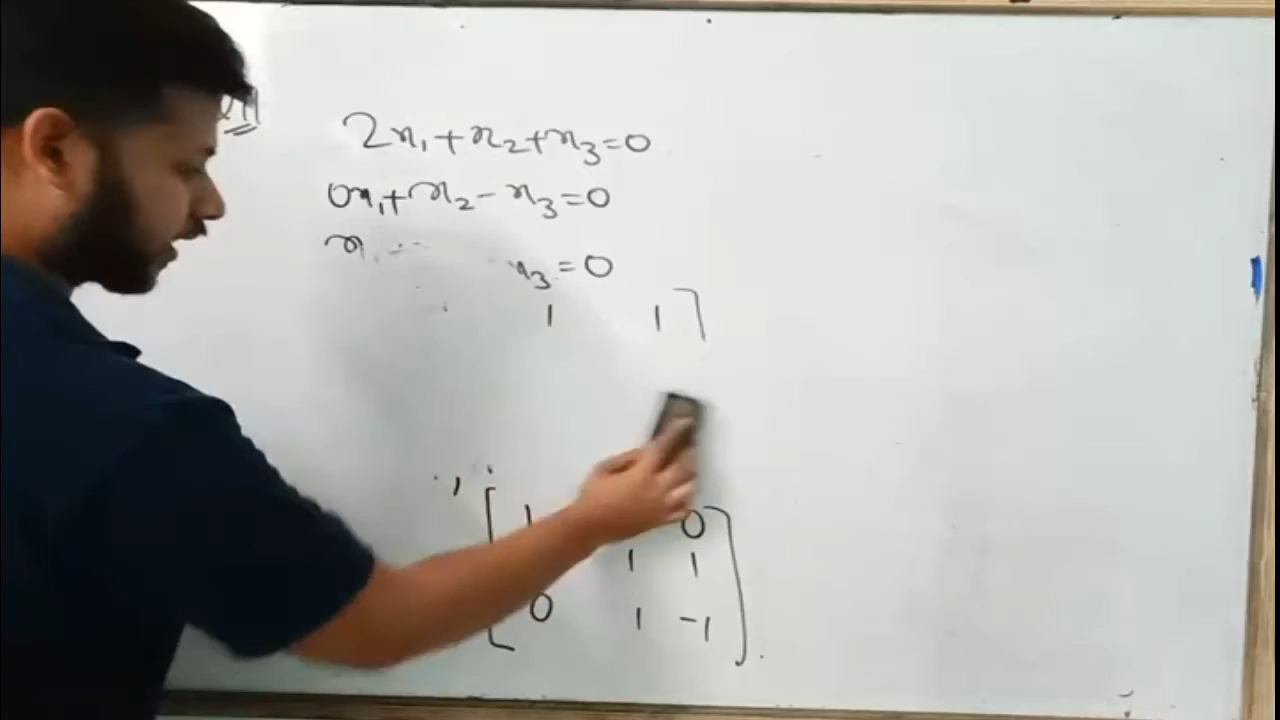 2x₁+x₂+x₃=0
0x₁+x₂-x₃=0
x₁
x₃=0
1 1]
[1 0
1 1
0 1 -1]